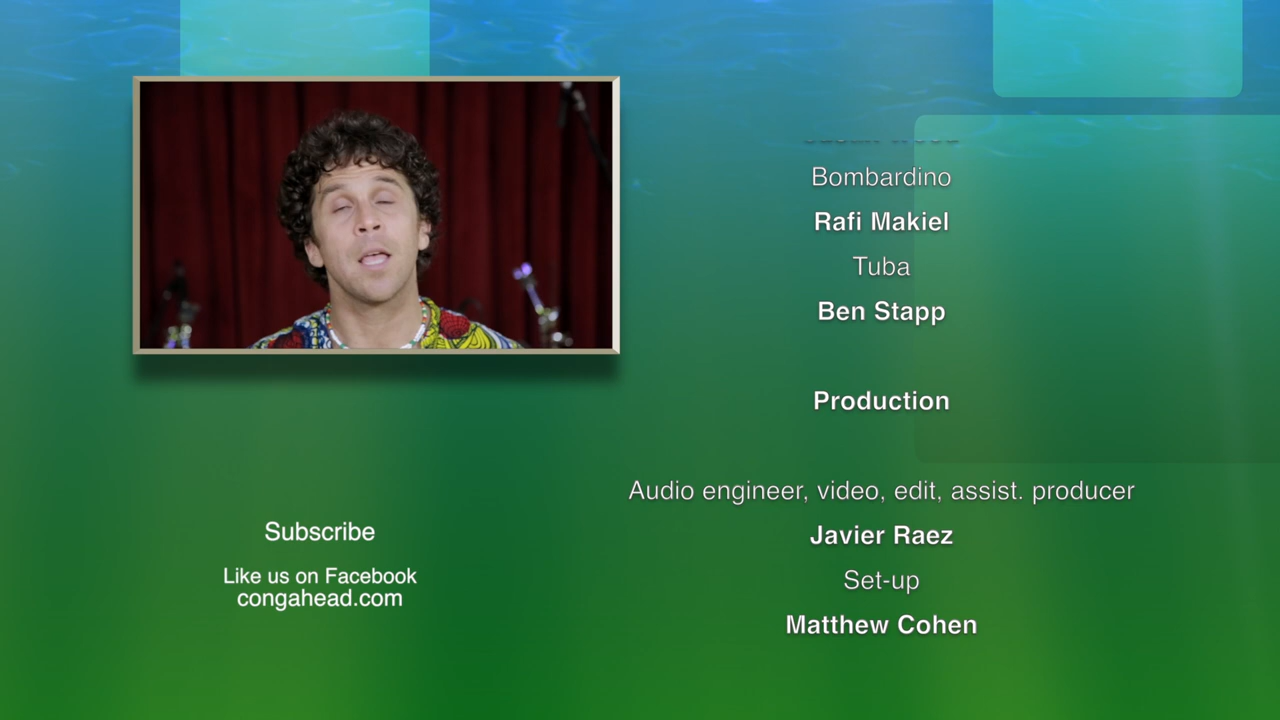 Bombardino
Rafi Makiel
Tuba
Ben Stapp
Production
Audio engineer, video, edit, assist. producer
Javier Raez
Set-up
Matthew Cohen
Subscribe
Like us on Facebook
congahead.com